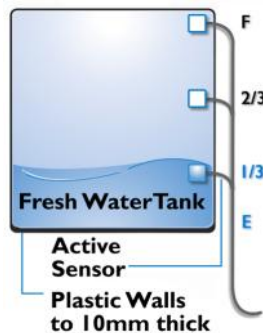 F
2/3
1/3
Fresh Water Tank
E
Active
Sensor
Plastic Walls
to 10mm thick